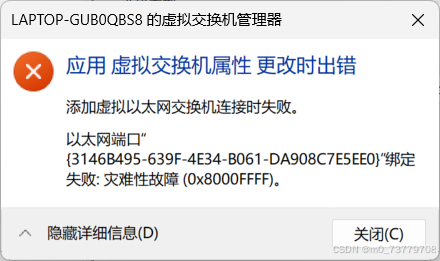 LAPTOP-GUB0QBS8 的虚拟交换机管理器
应用 虚拟交换机属性 更改时出错
添加虚拟以太网交换机连接时失败。
以太网端口“
{3146B495-639F-4E34-B061-DA908C7E5EE0}”绑定
失败: 灾难性故障 (0x8000FFFF)。
隐藏详细信息(D)
关闭(C)
CSDN @m0_73779708